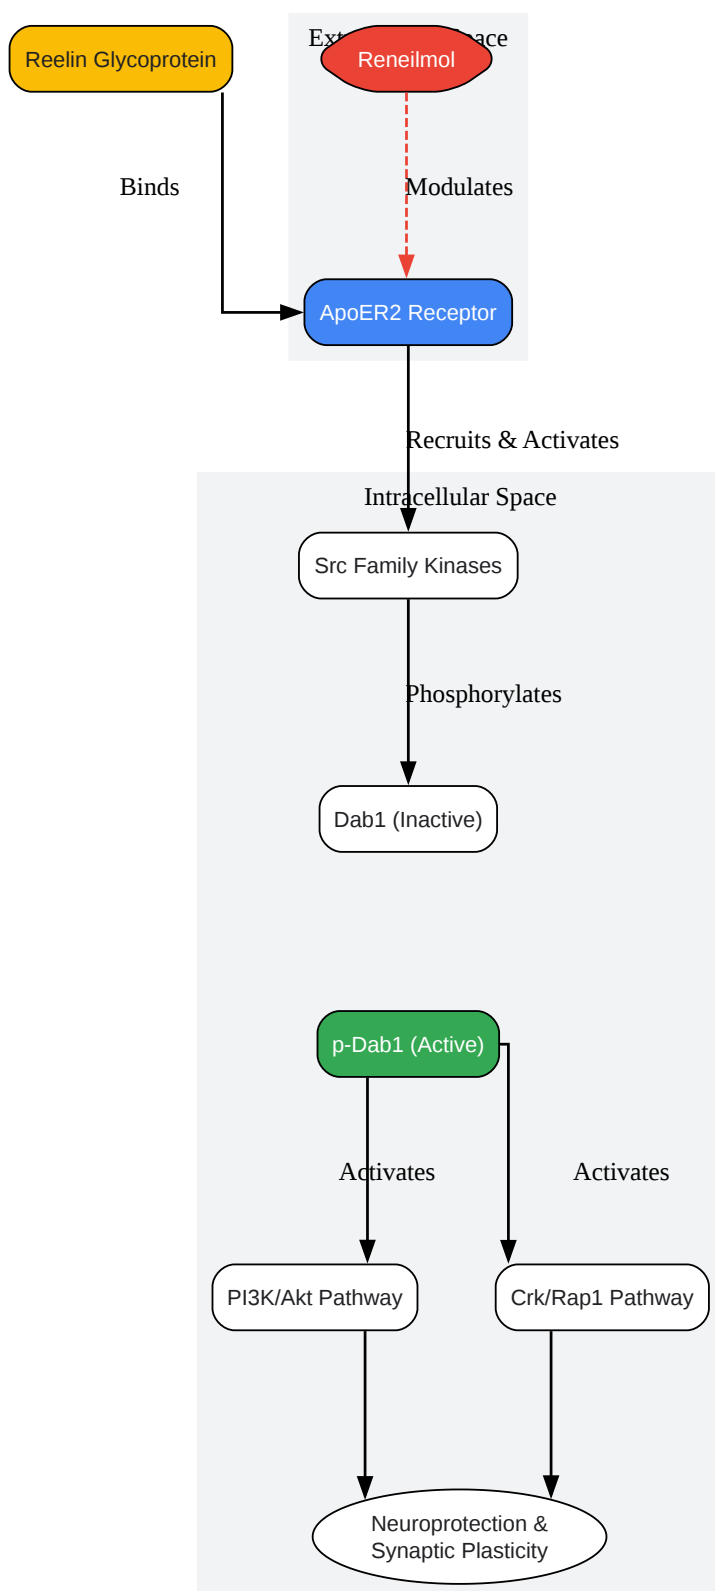 Reelin Glycoprotein
Reneilmol
Binds
Modulates
ApoER2 Receptor
Recruits & Activates
Intracellular Space
Src Family Kinases
Phosphorylates
Dab1 (Inactive)
p-Dab1 (Active)
Activates
Activates
PI3K/Akt Pathway
Crk/Rap1 Pathway
Neuroprotection &
Synaptic Plasticity